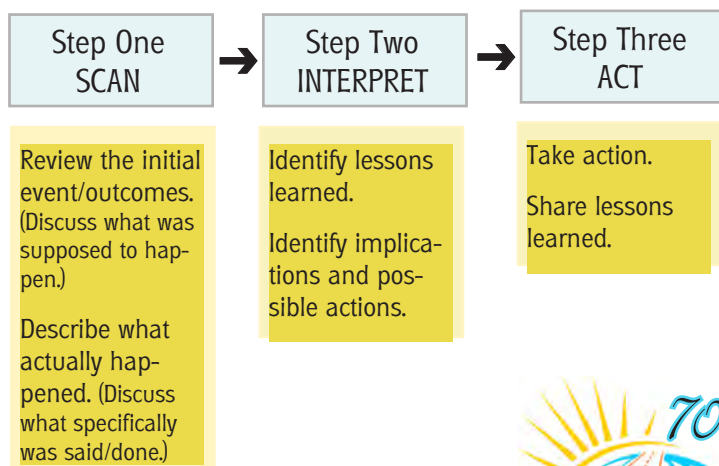 Step One
SCAN
Step Two
INTERPRET
Step Three
ACT
Review the initial
event/outcomes.
(Discuss what was
supposed to hap-
pen.)
Describe what
actually hap-
pened. (Discuss
what specifically
was said/done.)
Identify lessons
learned.
Identify implica-
tions and pos-
sible actions.
Take action.
Share lessons
learned.
70